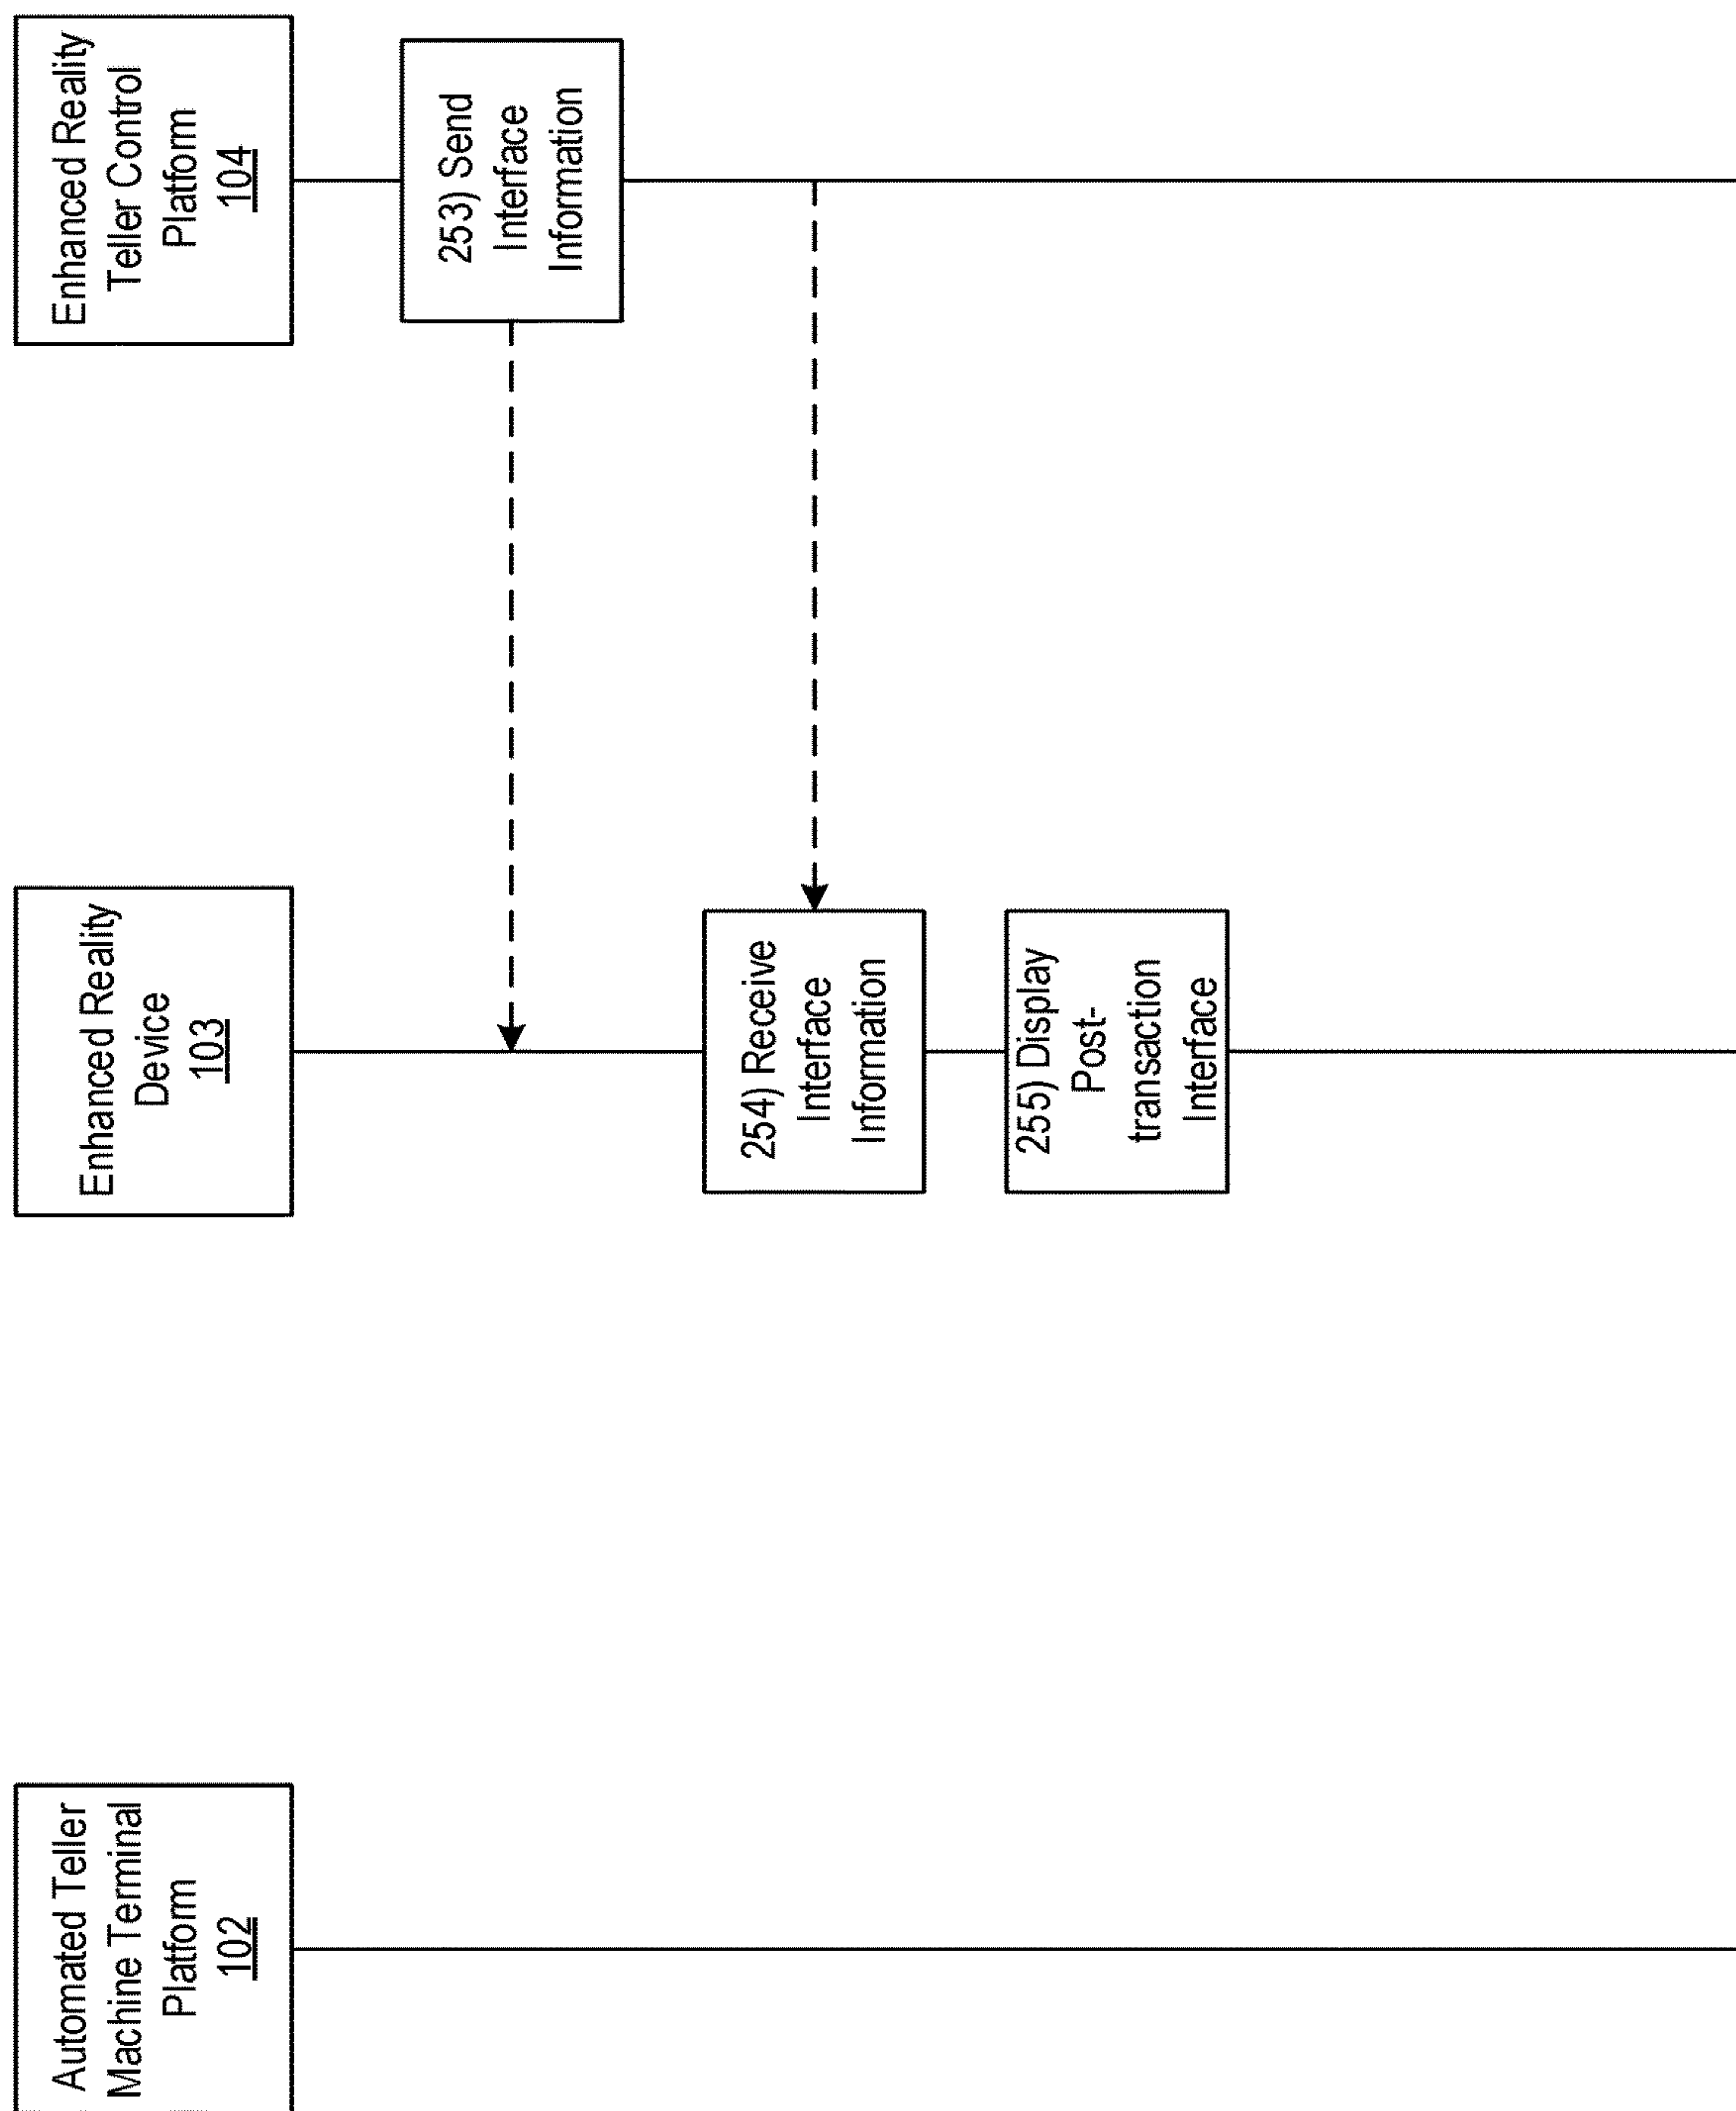 Automated Teller
Machine Terminal
Platform
102
Enhanced Reality
Device
103
Enhanced Reality
Teller Control
Platform
104
253) Send
Interface
Information
254) Receive
Interface
Information
255) Display
Post-
transaction
Interface